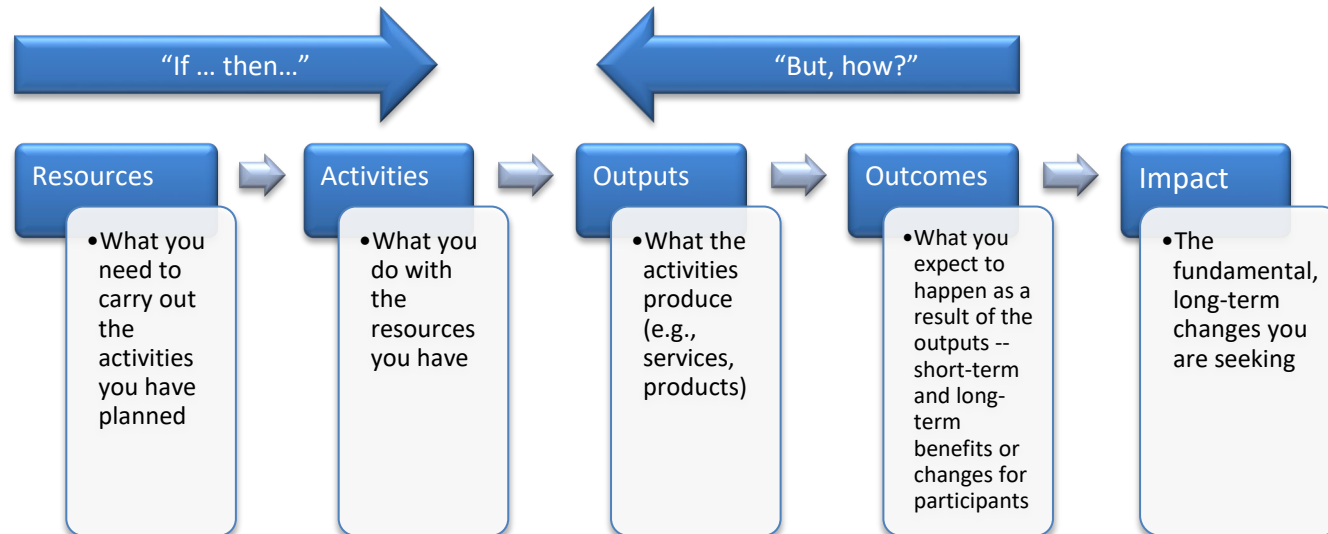 “If … then…”
“But, how?”
Resources
•What you
need to
carry out
the
activities
you have
planned
Activities
•What you
do with
the
resources
you have
Outputs
•What the
activities
produce
(e.g.,
services,
products)
Outcomes
•What you
expect to
happen as a
result of the
outputs --
short-term
and long-
term
benefits or
changes for
participants
Impact
•The
fundamental,
long-term
changes you
are seeking